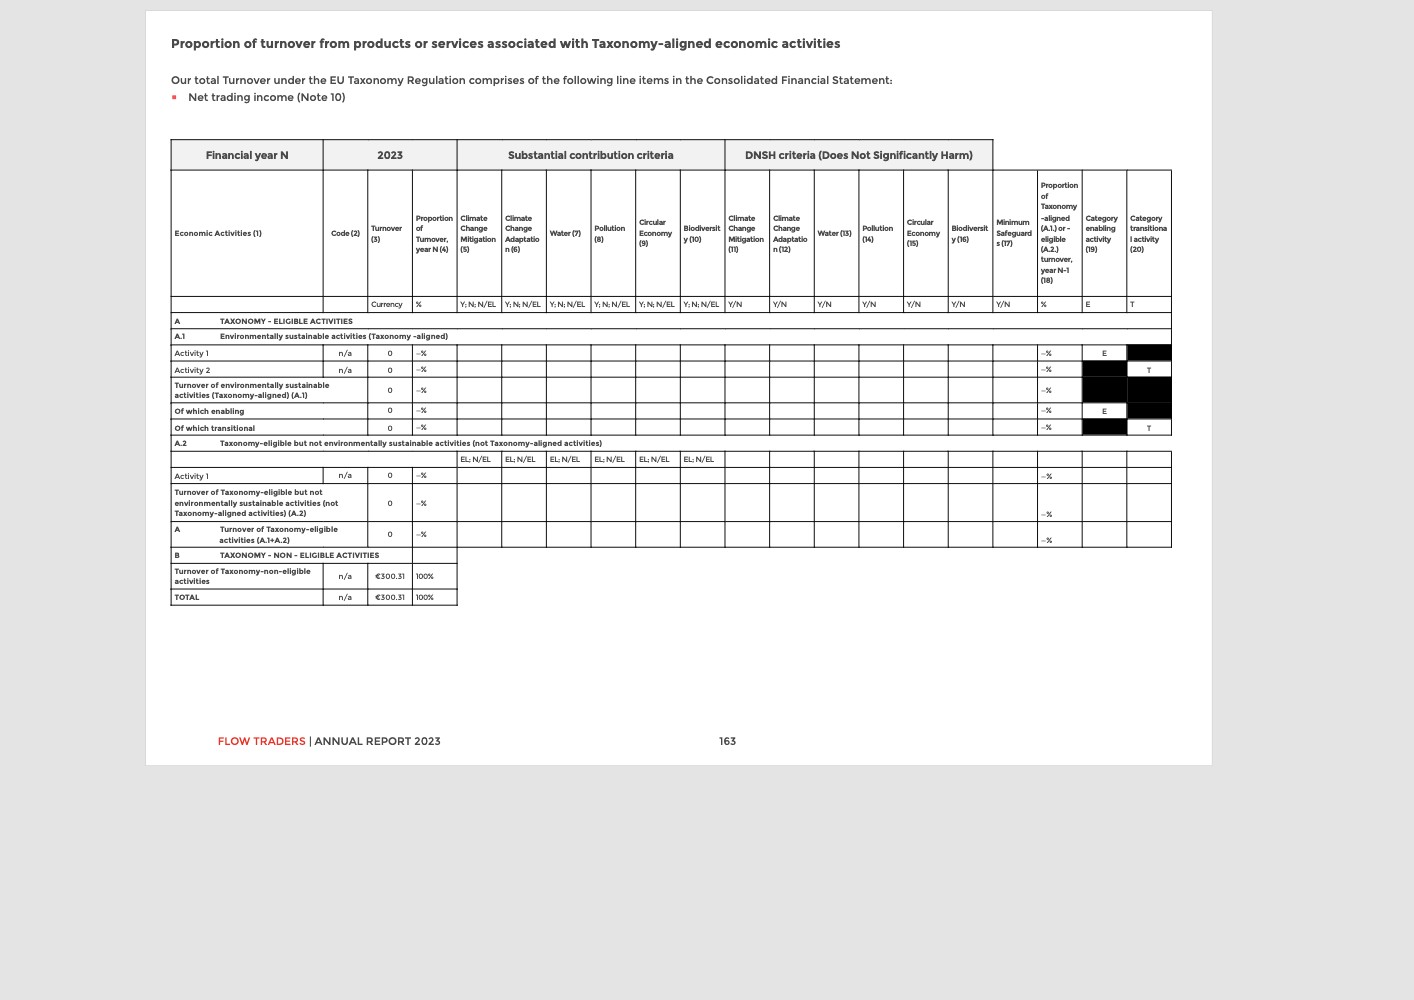 Proportion of turnover from products or services associated with Taxonomy-aligned economic activities
Our total Turnover under the EU Taxonomy Regulation comprises of the following line items in the Consolidated Financial Statement:
▪ Net trading income (Note 10)
Financial year N 2023 Substantial contribution criteria DNSH criteria (Does Not Significantly Harm)
Economic Activities (1)
Code (2)
Turnover
(3)
Proportion
of
Turnover,
year N (4)
Climate
Change
Mitigation
(5)
Climate
Change
Adaptatio
n (6)
Water (7)
Pollution
(8)
Circular
Economy
(9)
Biodiversit
y (10)
Climate
Change
Mitigation
(11)
Climate
Change
Adaptatio
n (12)
Water (13)
Pollution
(14)
Circular
Economy
(15)
Biodiversit
y (16)
Minimum
Safeguard
s (17)
Proportion
of
Taxonomy
-aligned
(A.1.) or -
eligible
(A.2.)
turnover,
year N-1
(18)
Category
enabling
activity
(19)
Category
transitiona
l activity
(20)
Currency % Y; N; N/EL Y; N; N/EL Y; N; N/EL Y; N; N/EL Y; N; N/EL Y; N; N/EL Y/N Y/N Y/N Y/N Y/N Y/N Y/N % E T
A TAXONOMY - ELIGIBLE ACTIVITIES
A.1 Environmentally sustainable activities (Taxonomy -aligned)
Activity 1 n/a 0 –% –% E
Activity 2 n/a 0 –% –% T
Turnover of environmentally sustainable
activities (Taxonomy-aligned) (A.1) 0 –% –%
Of which enabling 0 –% –% E
Of which transitional 0 –% –% T
A.2 Taxonomy-eligible but not environmentally sustainable activities (not Taxonomy-aligned activities)
EL; N/EL EL; N/EL EL; N/EL EL; N/EL EL; N/EL EL; N/EL
Activity 1 n/a 0 –% –%
Turnover of Taxonomy-eligible but not
environmentally sustainable activities (not
Taxonomy-aligned activities) (A.2) 0 –% –%
A Turnover of Taxonomy-eligible
activities (A.1+A.2) 0 –% –%
B TAXONOMY - NON - ELIGIBLE ACTIVITIES
Turnover of Taxonomy-non-eligible
activities n/a €300.31 100%
TOTAL n/a €300.31 100%
FLOW TRADERS | ANNUAL REPORT 2023 163